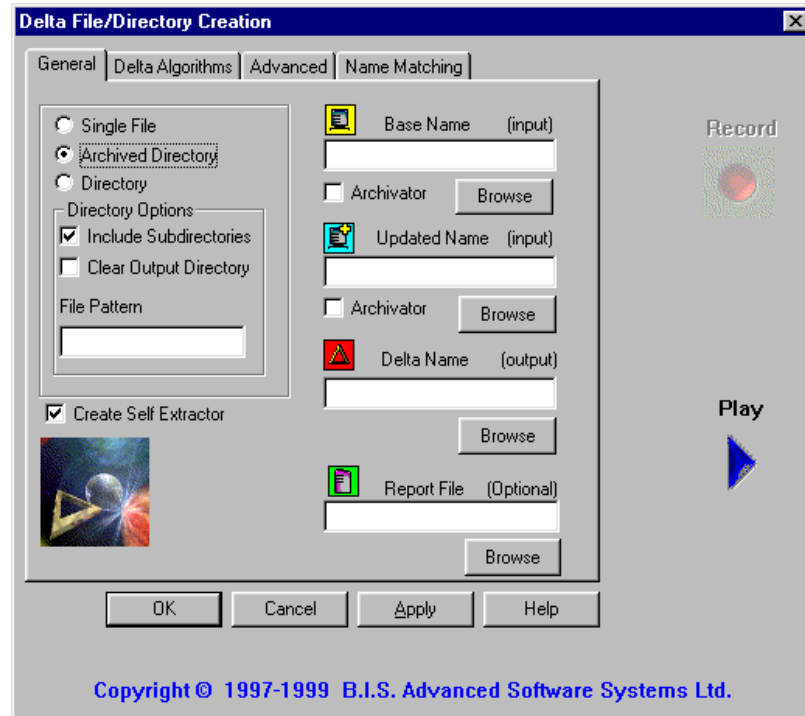 Delta File/Directory Creation
General
Delta Algorithms
Advanced
Name Matching
Single File
Archived Directory
Directory
Directory Options
Include Subdirectories
Clear Output Directory
File Pattern
Create Self Extractor
Base Name (input)
Archivator
Browse
Updated Name (input)
Archivator
Browse
Delta Name (output)
Browse
Report File (Optional)
Browse
Record
Play
OK
Cancel
Apply
Help
Copyright © 1997-1999 B.I.S. Advanced Software Systems Ltd.